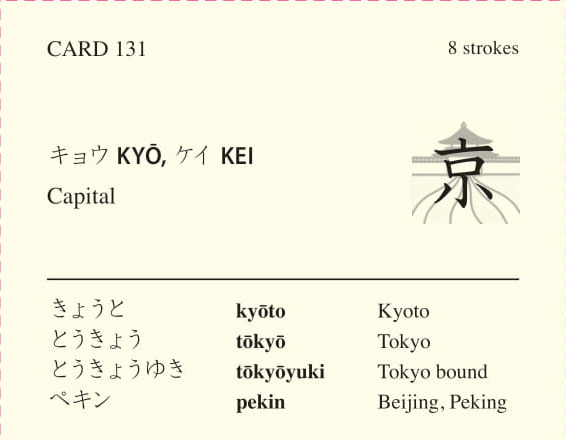 CARD 131 8 strokes
キョウ KYŌ, ケイ KEI
京
Capital
きょうと kyōto Kyoto
とうきょう tōkyō Tokyo
とうきょうゆき tōkyōyuki Tokyo bound
ペキン pekin Beijing, Peking